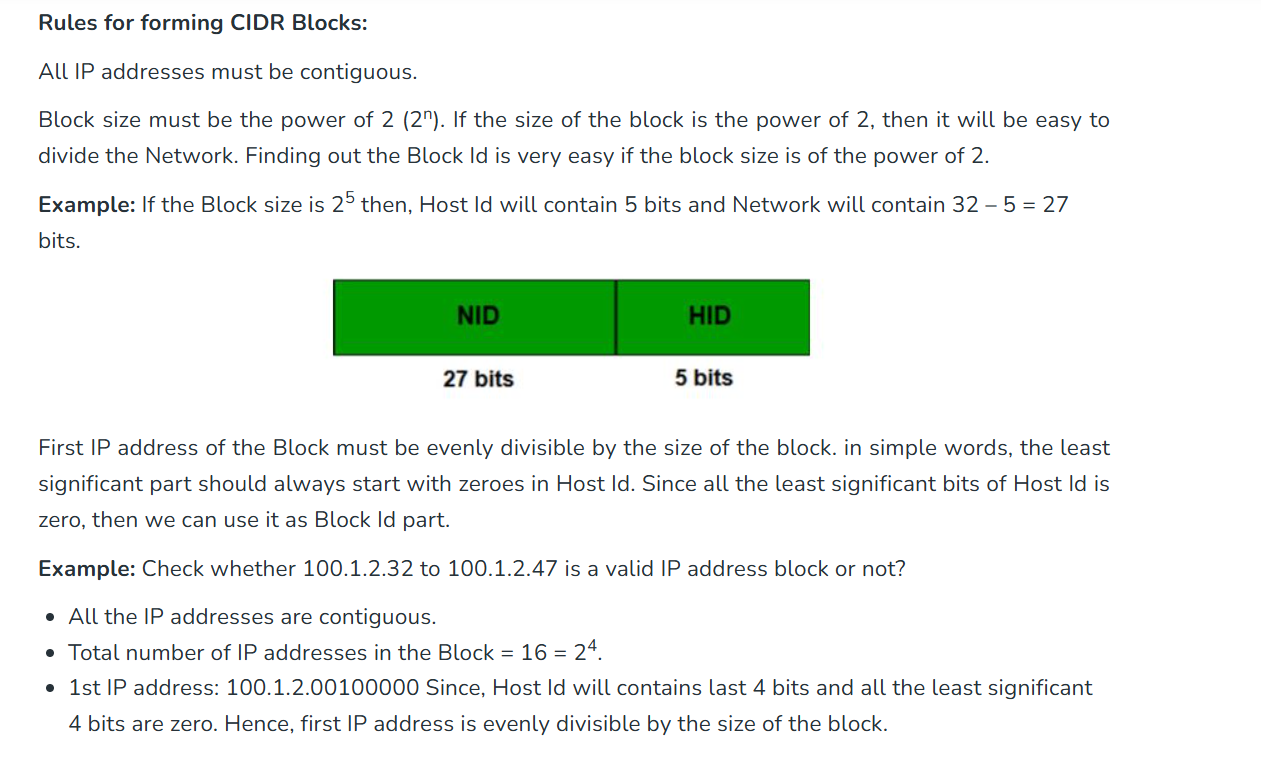 Rules for forming CIDR Blocks:
All IP addresses must be contiguous.
Block size must be the power of 2 (2ⁿ). If the size of the block is the power of 2, then it will be easy to
divide the Network. Finding out the Block Id is very easy if the block size is of the power of 2.
Example: If the Block size is 2⁵ then, Host Id will contain 5 bits and Network will contain 32 – 5 = 27
bits.
NID HID
27 bits 5 bits
First IP address of the Block must be evenly divisible by the size of the block. in simple words, the least
significant part should always start with zeroes in Host Id. Since all the least significant bits of Host Id is
zero, then we can use it as Block Id part.
Example: Check whether 100.1.2.32 to 100.1.2.47 is a valid IP address block or not?
• All the IP addresses are contiguous.
• Total number of IP addresses in the Block = 16 = 2⁴.
• 1st IP address: 100.1.2.00100000 Since, Host Id will contains last 4 bits and all the least significant
4 bits are zero. Hence, first IP address is evenly divisible by the size of the block.